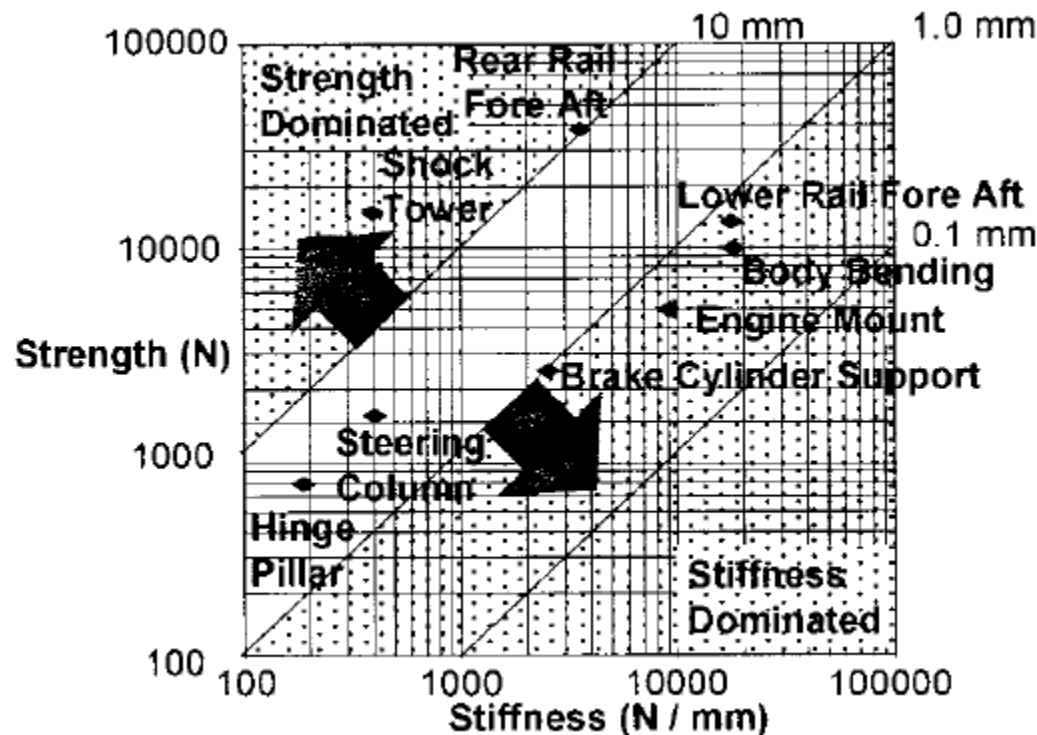 10 mm
1.0 mm
100000
Rear Rail
Fore Aft
Strength
Dominated
Shock
Tower
Lower Rail Fore Aft
10000
0.1 mm
Body Bending
Engine Mount
Strength (N)
Brake Cylinder Support
Steering
Column
1000
Hinge
Pillar
Stiffness
Dominated
100
100
1000
10000
100000
Stiffness (N / mm)